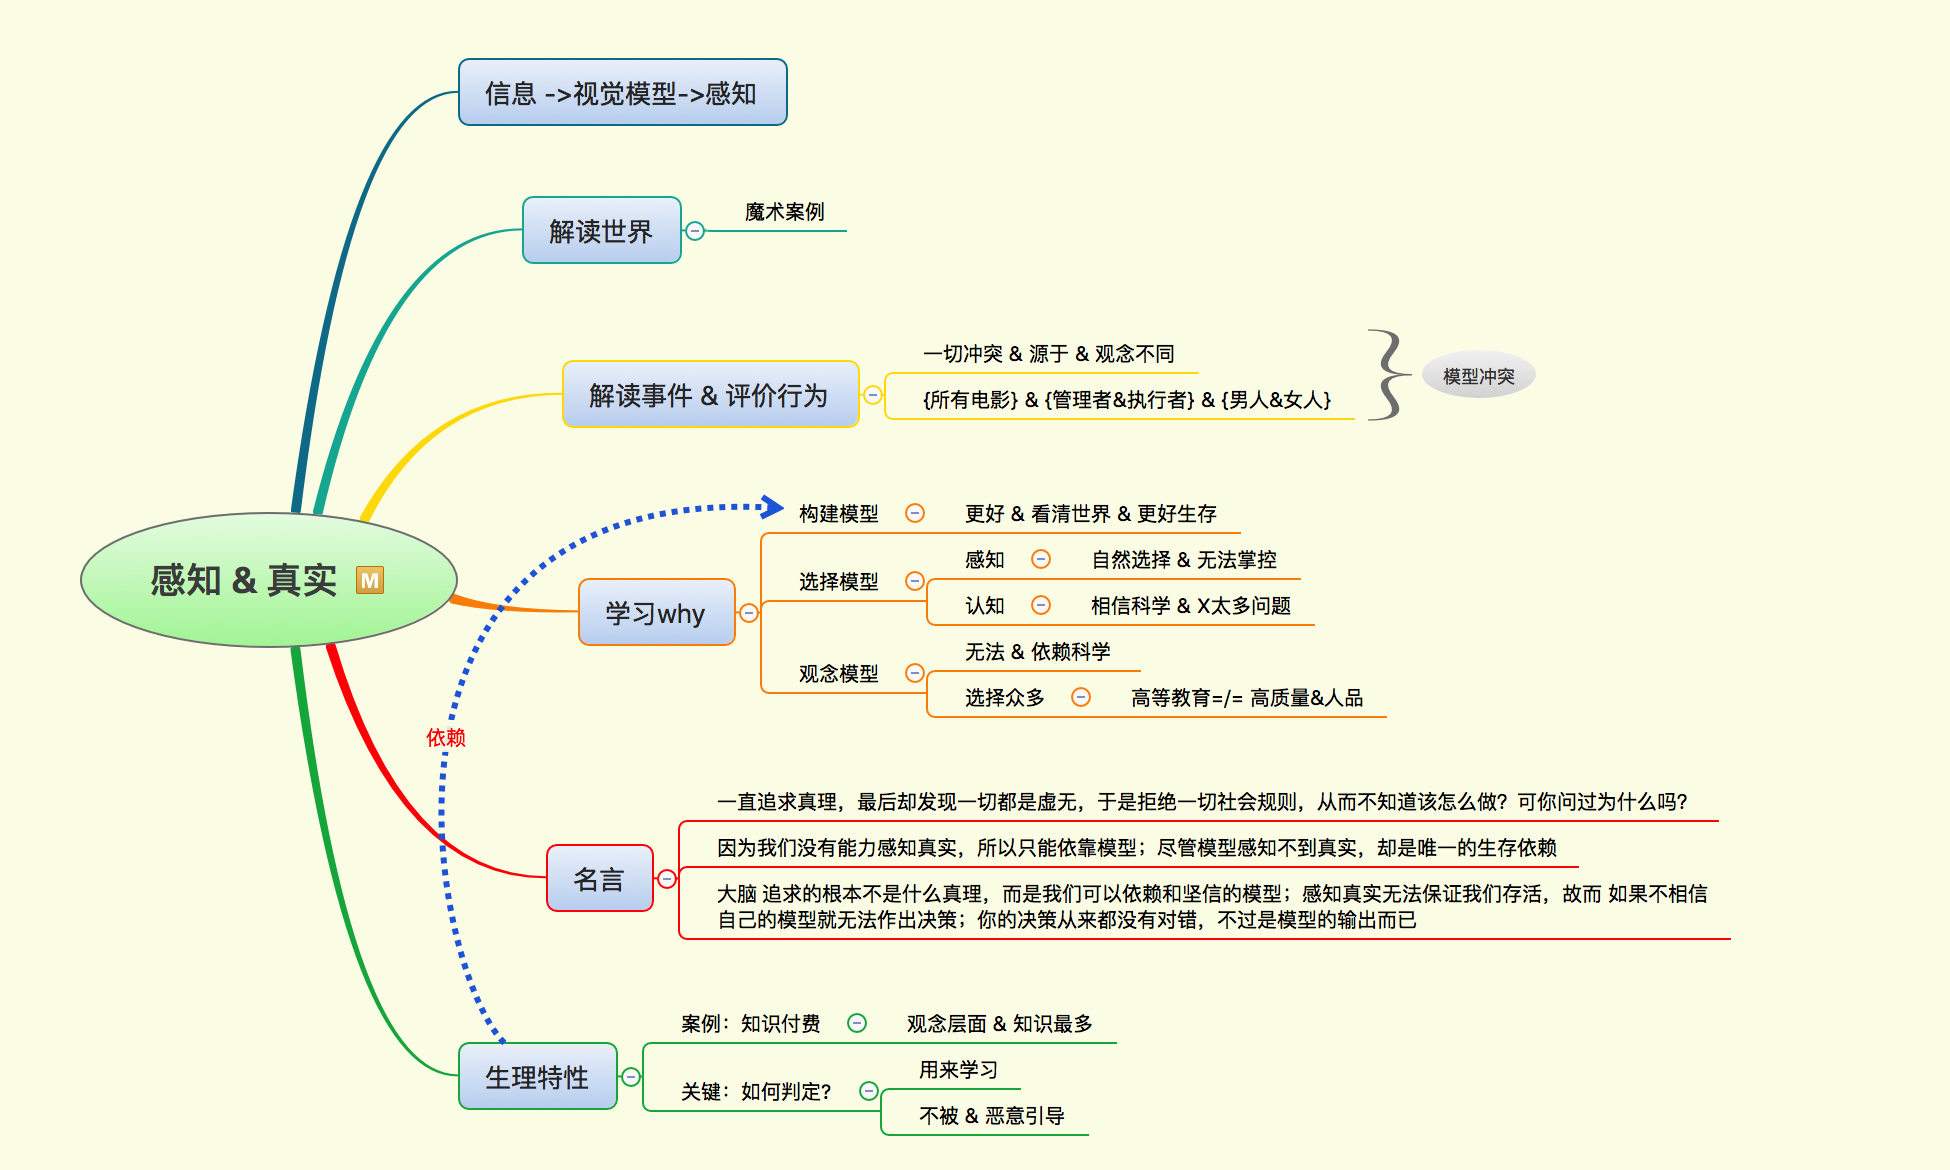 信息 ->视觉模型->感知
解读世界
魔术案例
解读事件 & 评价行为
一切冲突 & 源于 & 观念不同
{所有电影} & {管理者&执行者} & {男人&女人}
模型冲突
感知 & 真实 M
学习why
构建模型
更好 & 看清世界 & 更好生存
选择模型
感知
自然选择 & 无法掌控
认知
相信科学 & X太多问题
观念模型
无法 & 依赖科学
选择众多
高等教育=/= 高质量&人品
依赖
名言
一直追求真理，最后却发现一切都是虚无，于是拒绝一切社会规则，从而不知道该怎么做？可你问过为什么吗？
因为我们没有能力感知真实，所以只能依靠模型；尽管模型感知不到真实，却是唯一的生存依赖
大脑 追求的根本不是什么真理，而是我们可以依赖和坚信的模型；感知真实无法保证我们存活，故而 如果不相信
自己的模型就无法作出决策；你的决策从来都没有对错，不过是模型的输出而已
生理特性
案例：知识付费
观念层面 & 知识最多
关键：如何判定？
用来学习
不被 & 恶意引导